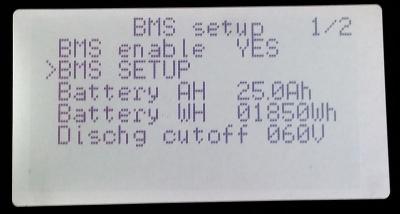 BMS setup 1/2
BMS enable YES
>BMS SETUP
Battery AH 25.0Ah
Battery WH 01850Wh
Dischg cutoff 060V